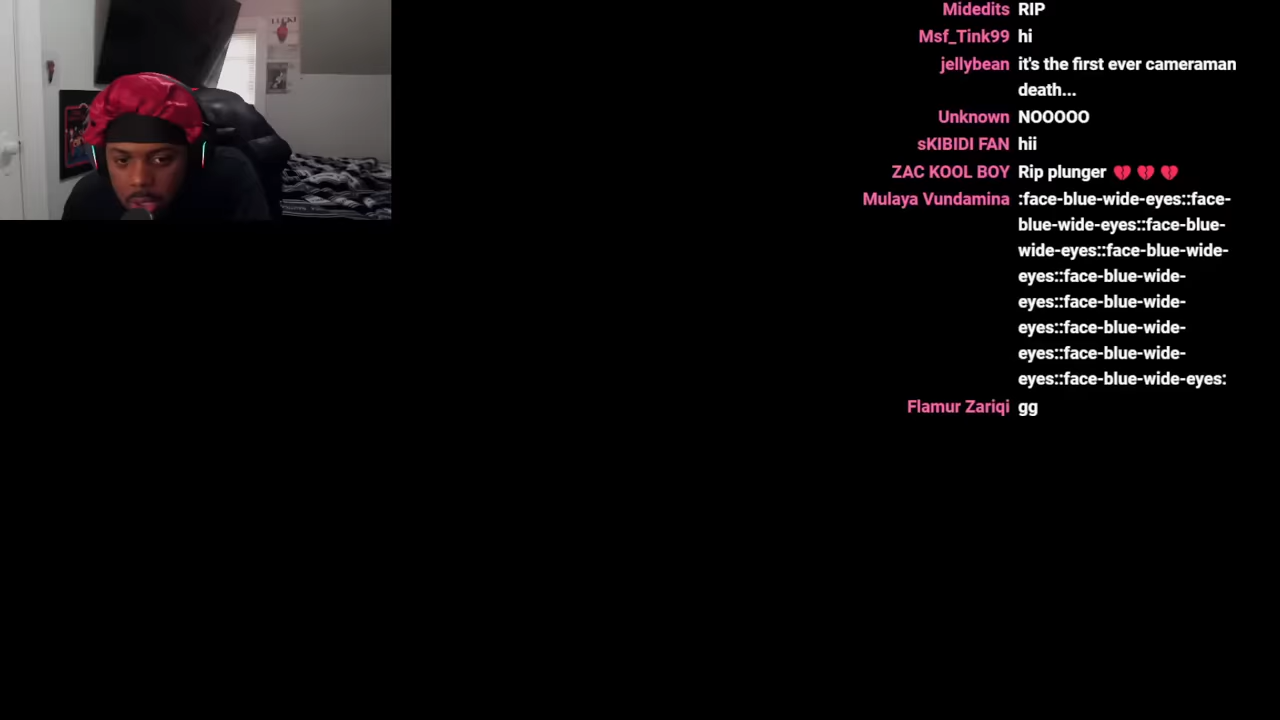 LUCKI
Midedits RIP
Msf_Tink99 hi
jellybean it's the first ever cameraman
death...
Unknown NOOOOO
sKIBIDI FAN hii
ZAC KOOL BOY Rip plunger 💔 💔 💔
Mulaya Vundamina :face-blue-wide-eyes::face-
blue-wide-eyes::face-blue-
wide-eyes::face-blue-wide-
eyes::face-blue-wide-
eyes::face-blue-wide-
eyes::face-blue-wide-
eyes::face-blue-wide-
eyes::face-blue-wide-eyes:
Flamur Zariqi gg